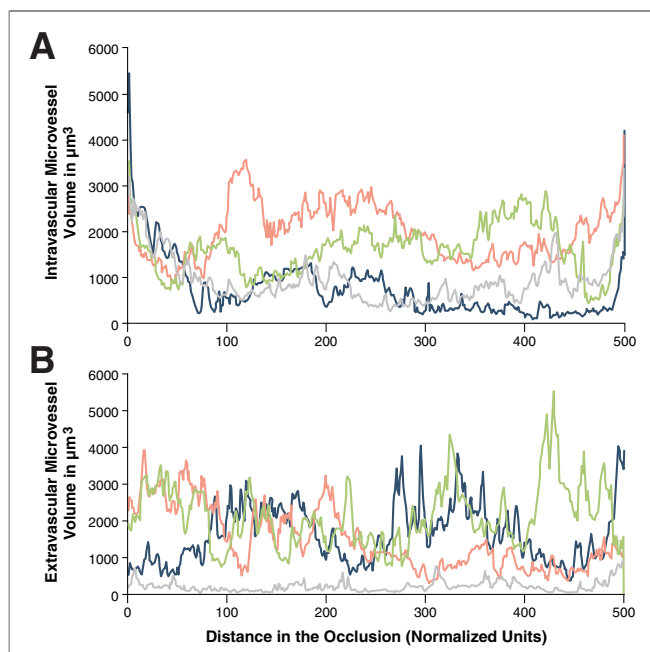 A
6000
5000
4000
3000
2000
1000
0
Intravascular Microvessel
Volume in µm3
0 100 200 300 400 500
B
6000
5000
4000
3000
2000
1000
0
Extravascular Microvessel
Volume in µm3
0 100 200 300 400 500
Distance in the Occlusion (Normalized Units)